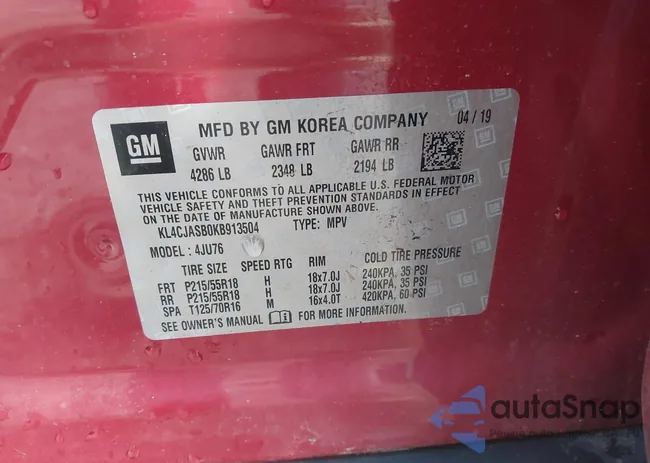 GM
MFD BY GM KOREA COMPANY 04 / 19
GVWR GAWR FRT GAWR RR
4286 LB 2348 LB 2194 LB
THIS VEHICLE CONFORMS TO ALL APPLICABLE U.S. FEDERAL MOTOR
VEHICLE SAFETY AND THEFT PREVENTION STANDARDS IN EFFECT
ON THE DATE OF MANUFACTURE SHOWN ABOVE.
KL4CJASB0KB913504 TYPE: MPV
MODEL : 4JU76
TIRE SIZE SPEED RTG RIM COLD TIRE PRESSURE
FRT P215/55R18 H 18x7.0J 240KPA, 35 PSI
RR P215/55R18 H 18x7.0J 240KPA, 35 PSI
SPA T125/70R16 M 16x4.0T 420KPA, 60 PSI
SEE OWNER'S MANUAL FOR MORE INFORMATION.
autoSnap